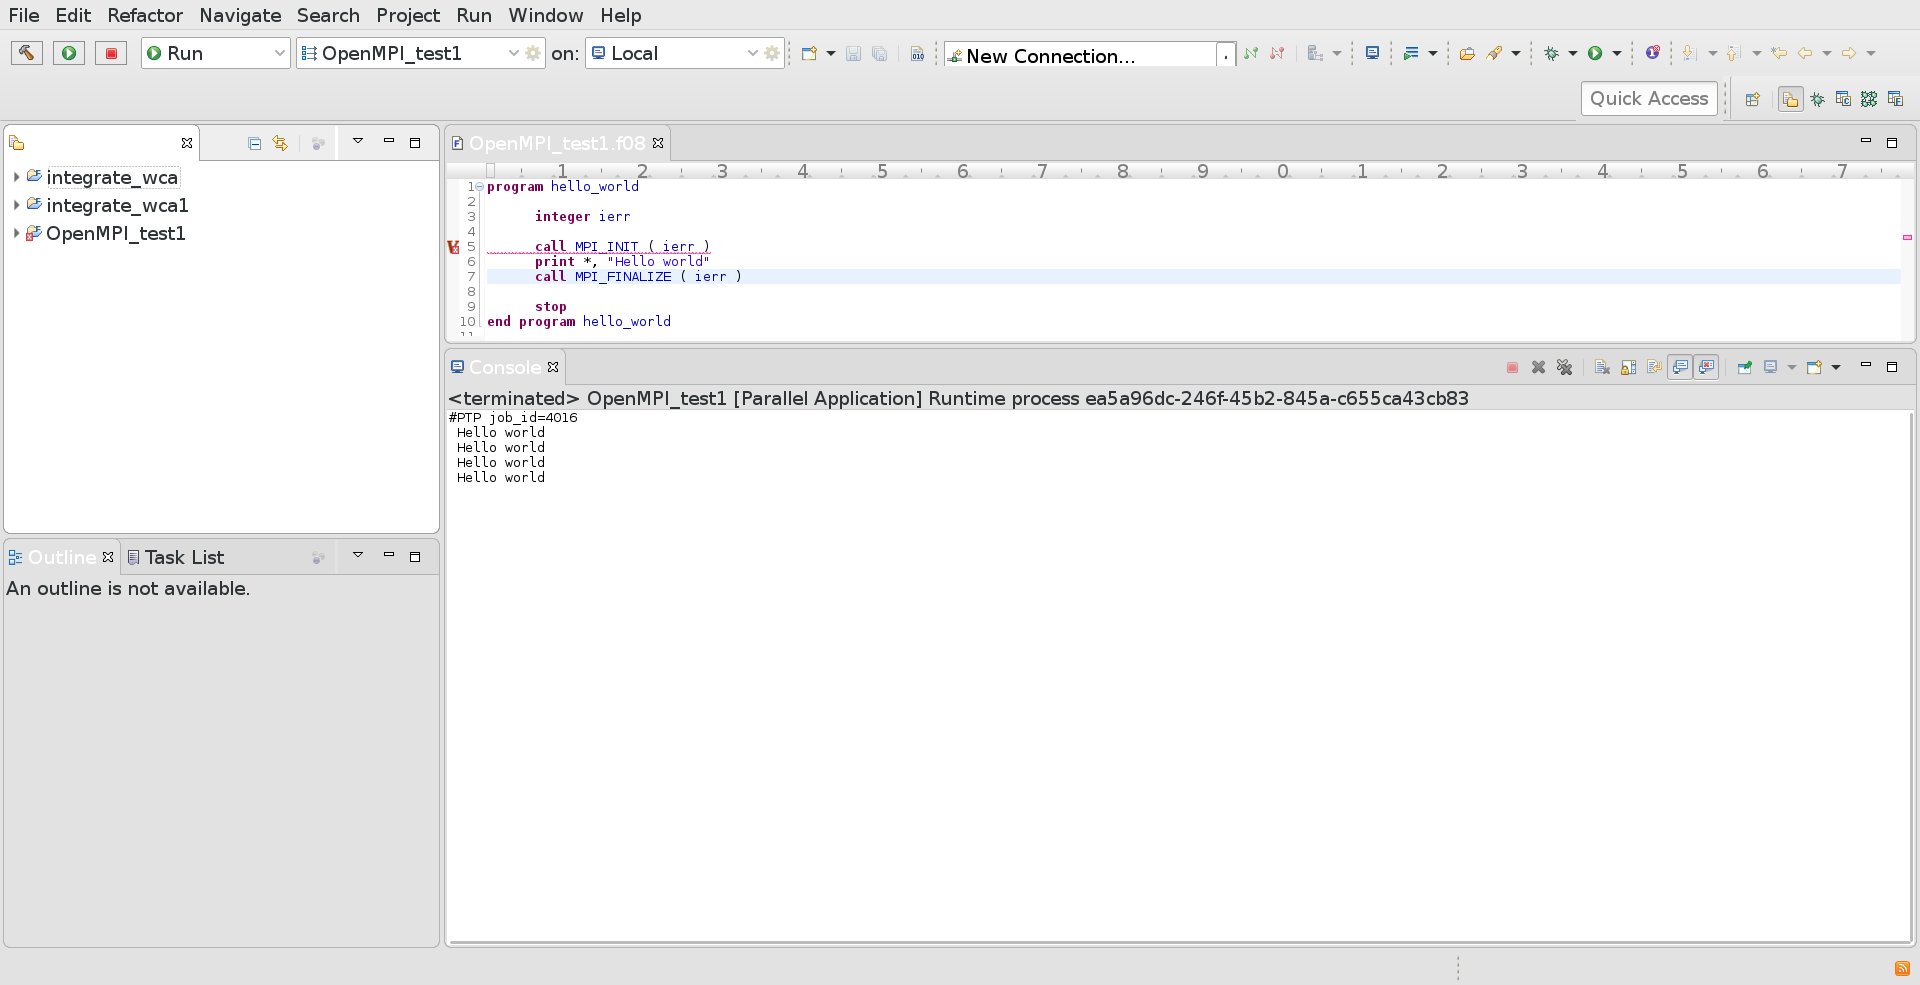 File Edit Refactor Navigate Search Project Run Window Help
Run OpenMPI_test1 on: Local New Connection...
Quick Access
integrate_wca
integrate_wca1
OpenMPI_test1
Outline Task List
An outline is not available.
OpenMPI_test1.f08
1 2 3 4 5 6 7 8 9 0 1 2 3 4 5 6 7
1 program hello_world
2
3 integer ierr
4
5 call MPI_INIT ( ierr )
6 print *, "Hello world"
7 call MPI_FINALIZE ( ierr )
8
9 stop
10 end program hello_world
11
Console
<terminated> OpenMPI_test1 [Parallel Application] Runtime process ea5a96dc-246f-45b2-845a-c655ca43cb83
#PTP job_id=4016
Hello world
Hello world
Hello world
Hello world